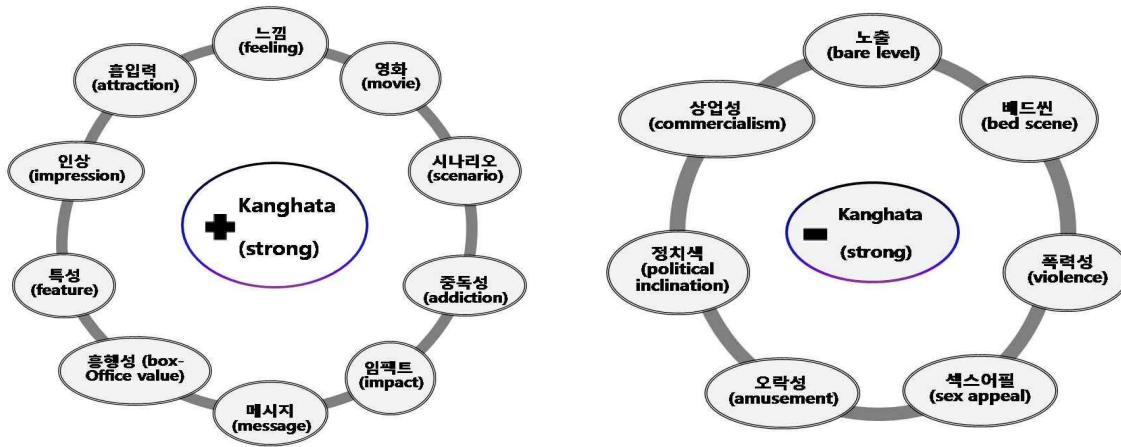 느낌
(feeling)
영화
(movie)
시나리오
(scenario)
중독성
(addiction)
임팩트
(impact)
메시지
(message)
흥행성 (box-
Office value)
특성
(feature)
인상
(impression)
흡입력
(attraction)
Kanghata
(strong)
노출
(bare level)
베드씬
(bed scene)
폭력성
(violence)
섹스어필
(sex appeal)
오락성
(amusement)
정치색
(political
inclination)
상업성
(commercialism)
Kanghata
(strong)